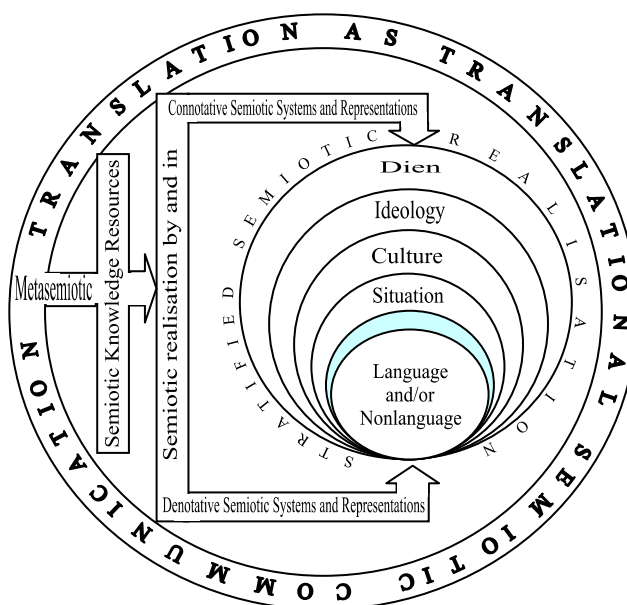 TRANSLATION AS TRANSLATIONAL SEMIOTIC COMMUNICATION
Connotative Semiotic Systems and Representations
STRATIFIED SEMIOTIC REALISATION
Metasemiotic
Semiotic Knowledge Resources
Semiotic realisation by and in
Dien
Ideology
Culture
Situation
Language
and/or
Nonlanguage
Denotative Semiotic Systems and Representations